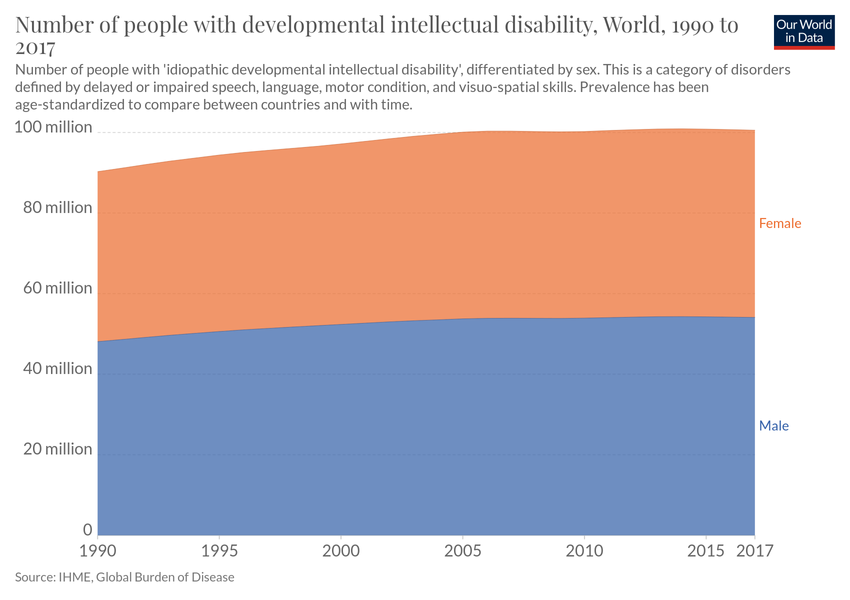 Number of people with developmental intellectual disability, World, 1990 to
2017
Our World
in Data
Number of people with 'idiopathic developmental intellectual disability', differentiated by sex. This is a category of disorders
defined by delayed or impaired speech, language, motor condition, and visuo-spatial skills. Prevalence has been
age-standardized to compare between countries and with time.
100 million
80 million
60 million
40 million
20 million
0
Female
Male
1990 1995 2000 2005 2010 2015 2017
Source: IHME, Global Burden of Disease